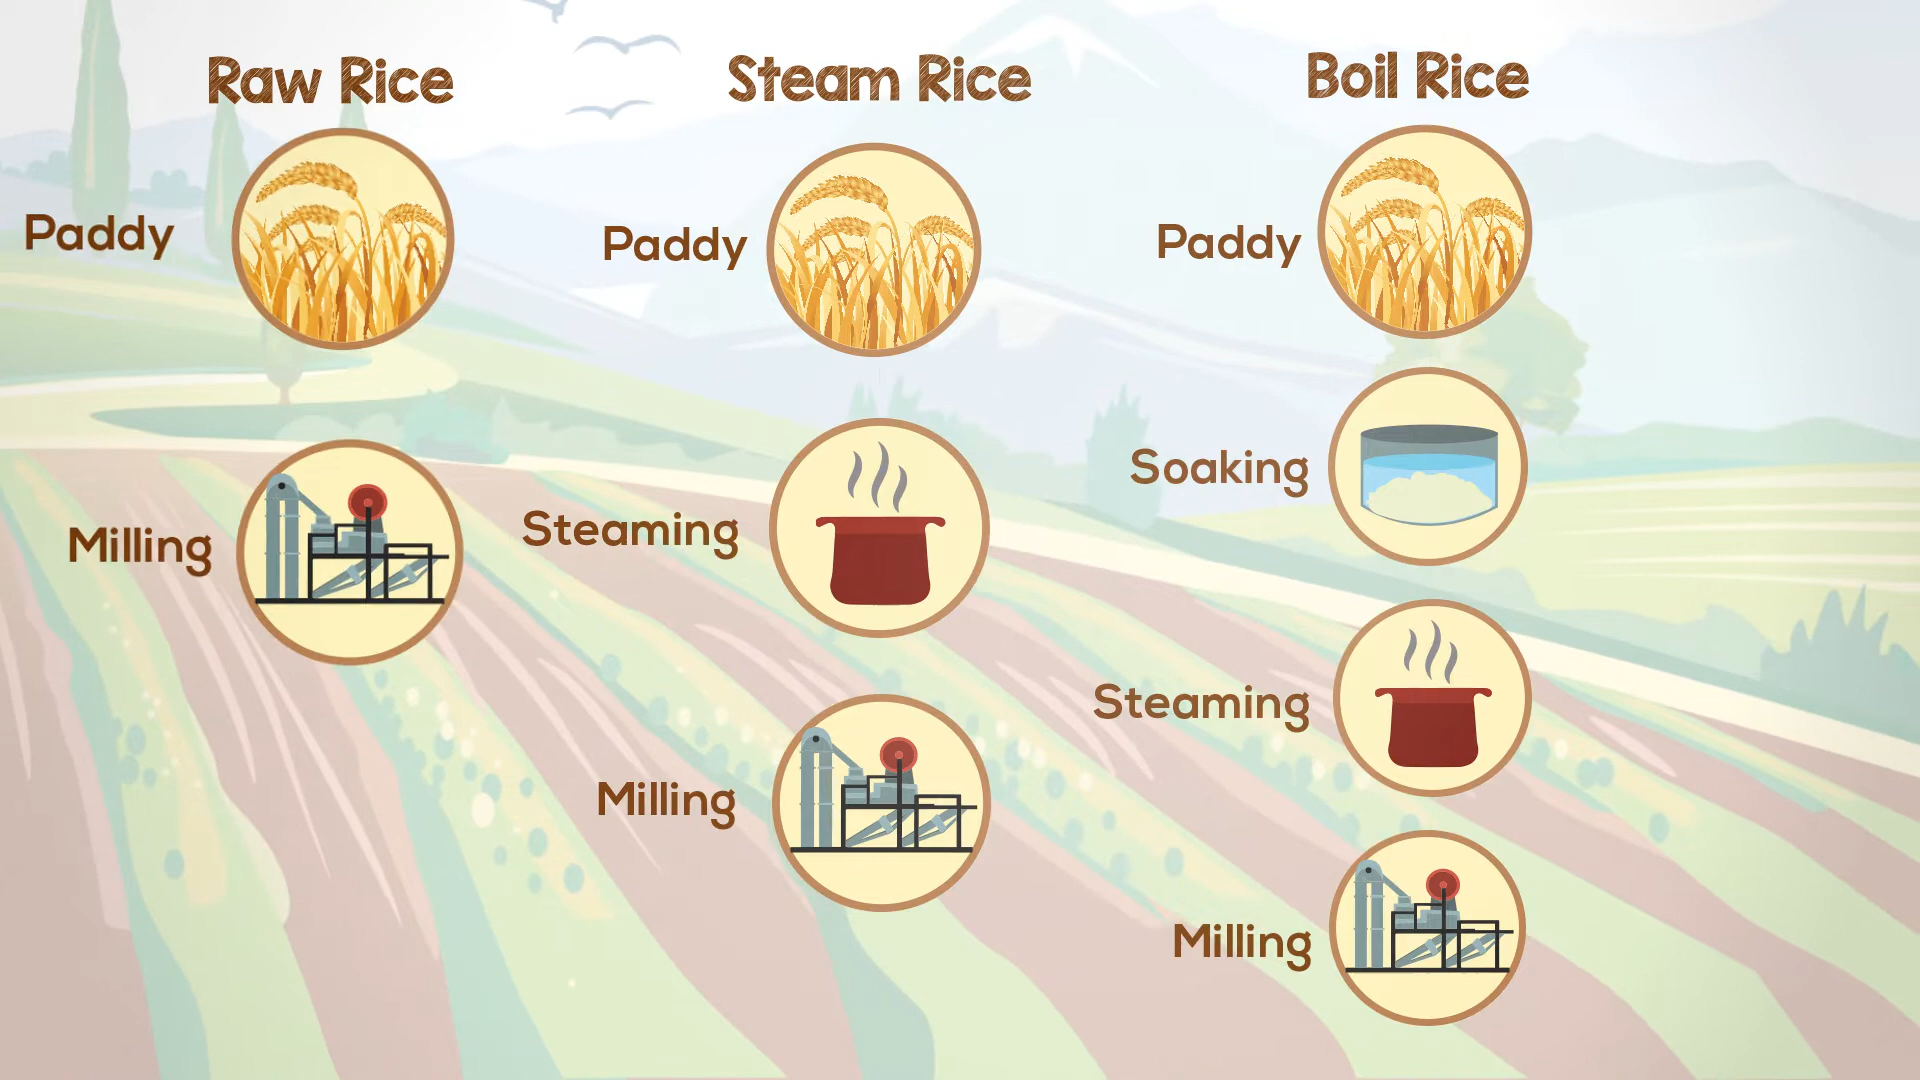 Raw Rice
Paddy
Milling
Steam Rice
Paddy
Steaming
Milling
Boil Rice
Paddy
Soaking
Steaming
Milling